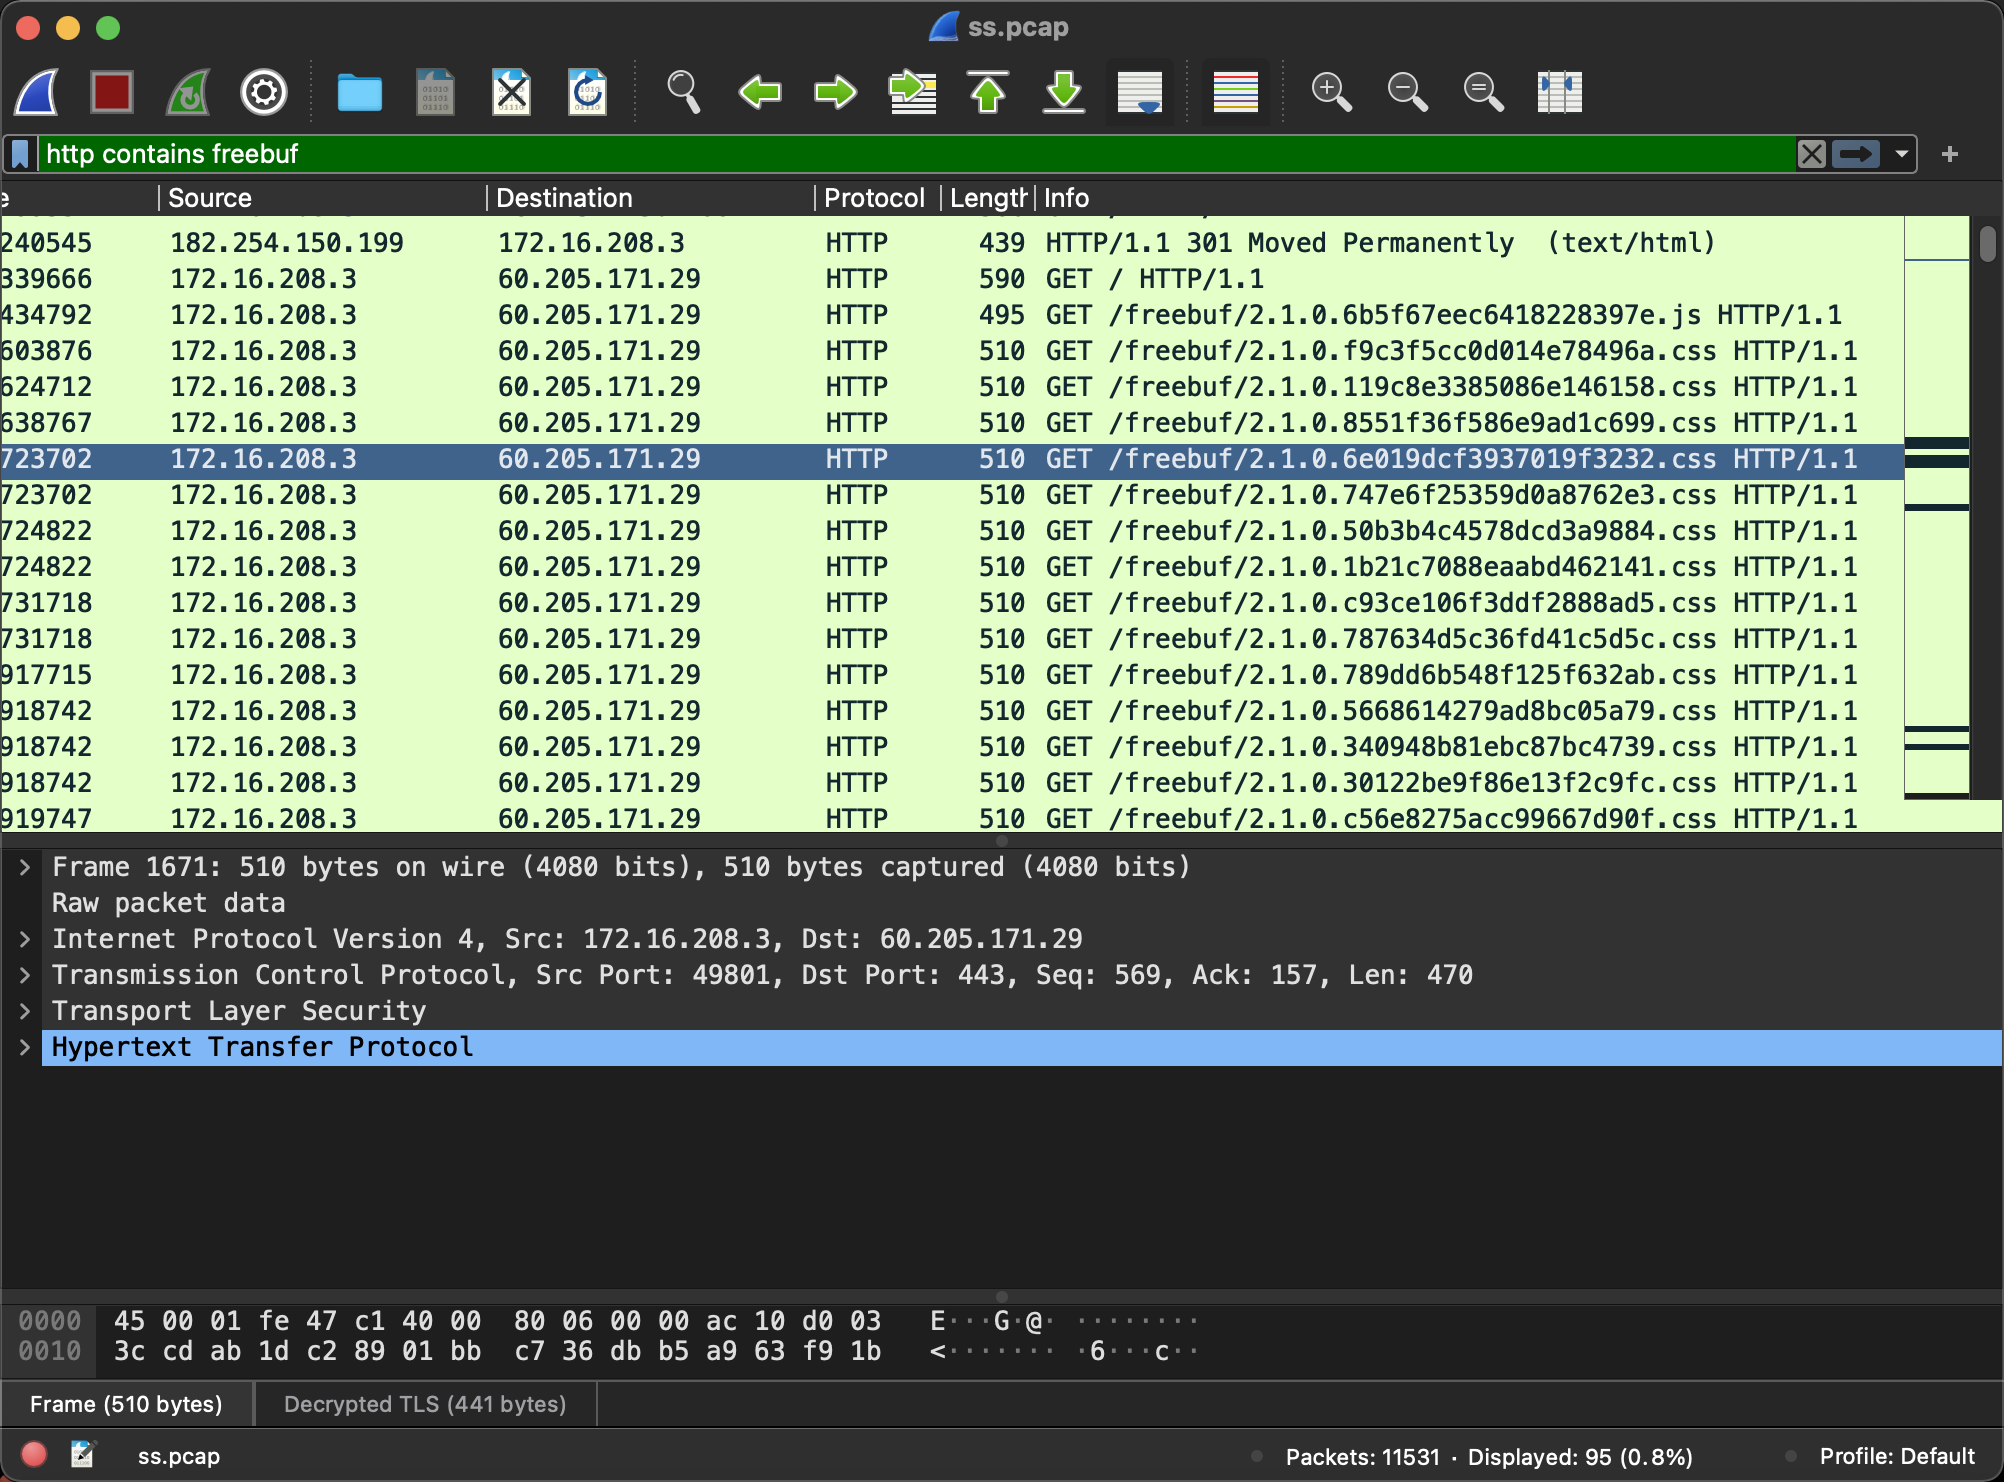 ss.pcap
http contains freebuf
e Source Destination Protocol Length Info
240545 182.254.150.199 172.16.208.3 HTTP 439 HTTP/1.1 301 Moved Permanently  (text/html)
339666 172.16.208.3 60.205.171.29 HTTP 590 GET / HTTP/1.1
434792 172.16.208.3 60.205.171.29 HTTP 495 GET /freebuf/2.1.0.6b5f67eec6418228397e.js HTTP/1.1
603876 172.16.208.3 60.205.171.29 HTTP 510 GET /freebuf/2.1.0.f9c3f5cc0d014e78496a.css HTTP/1.1
624712 172.16.208.3 60.205.171.29 HTTP 510 GET /freebuf/2.1.0.119c8e3385086e146158.css HTTP/1.1
638767 172.16.208.3 60.205.171.29 HTTP 510 GET /freebuf/2.1.0.8551f36f586e9ad1c699.css HTTP/1.1
723702 172.16.208.3 60.205.171.29 HTTP 510 GET /freebuf/2.1.0.6e019dcf3937019f3232.css HTTP/1.1
723702 172.16.208.3 60.205.171.29 HTTP 510 GET /freebuf/2.1.0.747e6f25359d0a8762e3.css HTTP/1.1
724822 172.16.208.3 60.205.171.29 HTTP 510 GET /freebuf/2.1.0.50b3b4c4578dcd3a9884.css HTTP/1.1
724822 172.16.208.3 60.205.171.29 HTTP 510 GET /freebuf/2.1.0.1b21c7088eaabd462141.css HTTP/1.1
731718 172.16.208.3 60.205.171.29 HTTP 510 GET /freebuf/2.1.0.c93ce106f3ddf2888ad5.css HTTP/1.1
731718 172.16.208.3 60.205.171.29 HTTP 510 GET /freebuf/2.1.0.787634d5c36fd41c5d5c.css HTTP/1.1
917715 172.16.208.3 60.205.171.29 HTTP 510 GET /freebuf/2.1.0.789dd6b548f125f632ab.css HTTP/1.1
918742 172.16.208.3 60.205.171.29 HTTP 510 GET /freebuf/2.1.0.5668614279ad8bc05a79.css HTTP/1.1
918742 172.16.208.3 60.205.171.29 HTTP 510 GET /freebuf/2.1.0.340948b81ebc87bc4739.css HTTP/1.1
918742 172.16.208.3 60.205.171.29 HTTP 510 GET /freebuf/2.1.0.30122be9f86e13f2c9fc.css HTTP/1.1
919747 172.16.208.3 60.205.171.29 HTTP 510 GET /freebuf/2.1.0.c56e8275acc99667d90f.css HTTP/1.1
Frame 1671: 510 bytes on wire (4080 bits), 510 bytes captured (4080 bits)
Raw packet data
Internet Protocol Version 4, Src: 172.16.208.3, Dst: 60.205.171.29
Transmission Control Protocol, Src Port: 49801, Dst Port: 443, Seq: 569, Ack: 157, Len: 470
Transport Layer Security
Hypertext Transfer Protocol
0000 45 00 01 fe 47 c1 40 00 80 06 00 00 ac 10 d0 03 E···G·@· ········
0010 3c cd ab 1d c2 89 01 bb c7 36 db b5 a9 63 f9 1b <······· ·6···c··
Frame (510 bytes) Decrypted TLS (441 bytes)
ss.pcap Packets: 11531 · Displayed: 95 (0.8%) Profile: Default